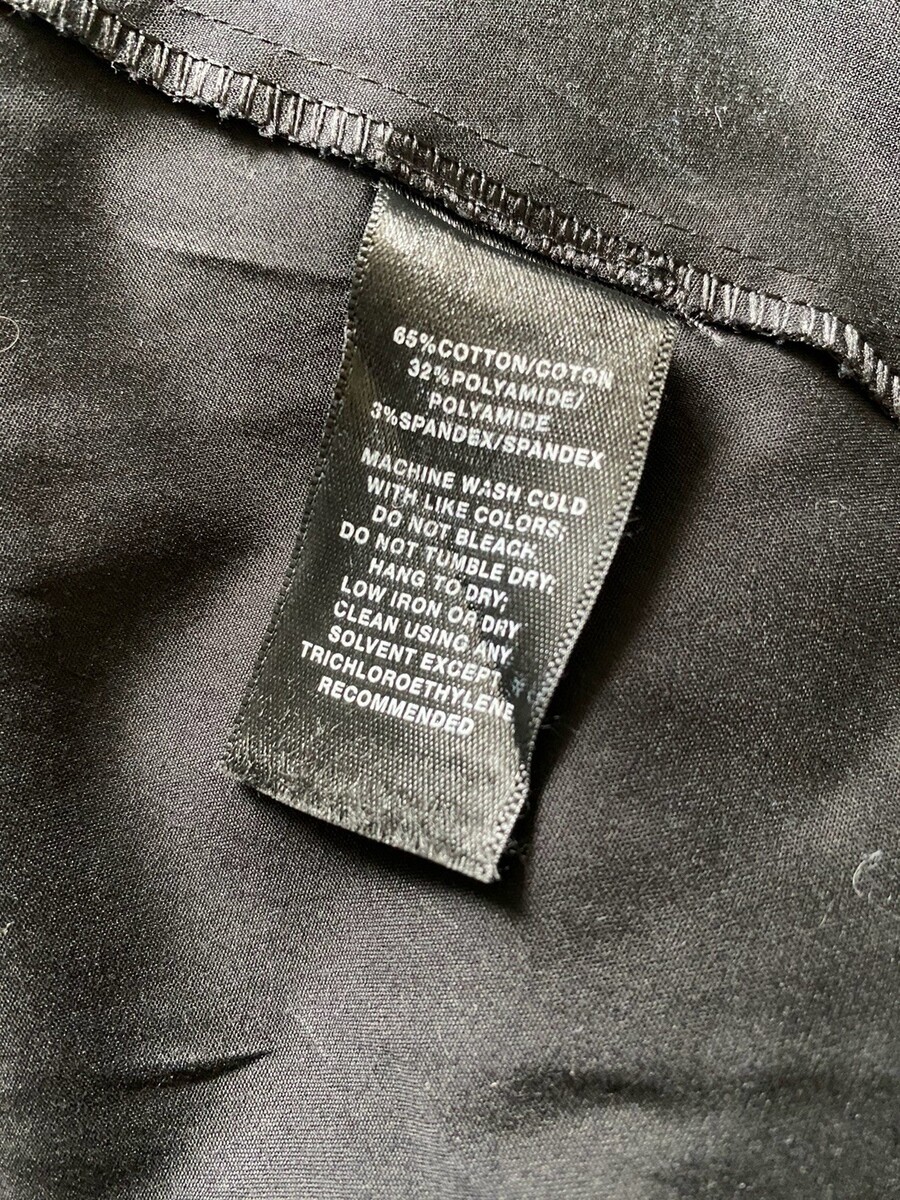 65%COTTON/COTON
32%POLYAMIDE/
POLYAMIDE
3%SPANDEX/SPANDEX
MACHINE WASH COLD
WITH LIKE COLORS;
DO NOT BLEACH,
DO NOT TUMBLE DRY;
HANG TO DRY;
LOW IRON OR DRY
CLEAN USING ANY
SOLVENT EXCEPT
TRICHLOROETHYLENE
RECOMMENDED